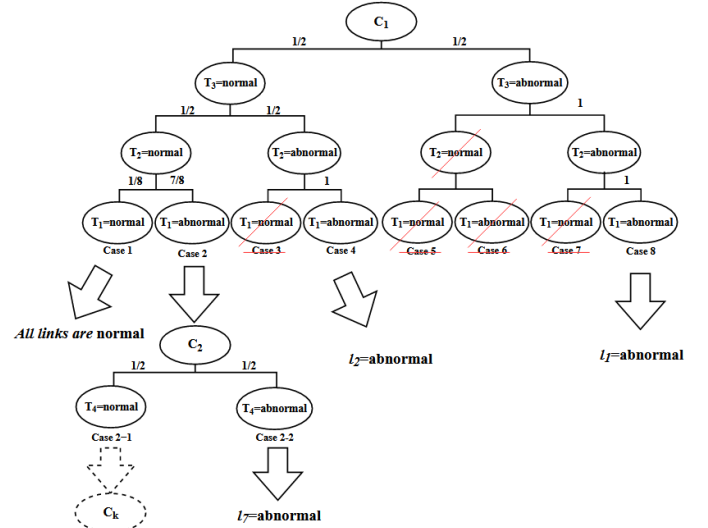 C1
1/2 1/2
T3=normal T3=abnormal
1/2 1/2 1
T2=normal T2=abnormal T2=normal T2=abnormal
1/8 7/8 1 1
T1=normal T1=abnormal T1=normal T1=abnormal T1=normal T1=abnormal T1=normal T1=abnormal
Case 1 Case 2 Case 3 Case 4 Case 5 Case 6 Case 7 Case 8
All links are normal
C2
l2=abnormal
l1=abnormal
1/2 1/2
T4=normal T4=abnormal
Case 2−1 Case 2-2
Ck
l7=abnormal